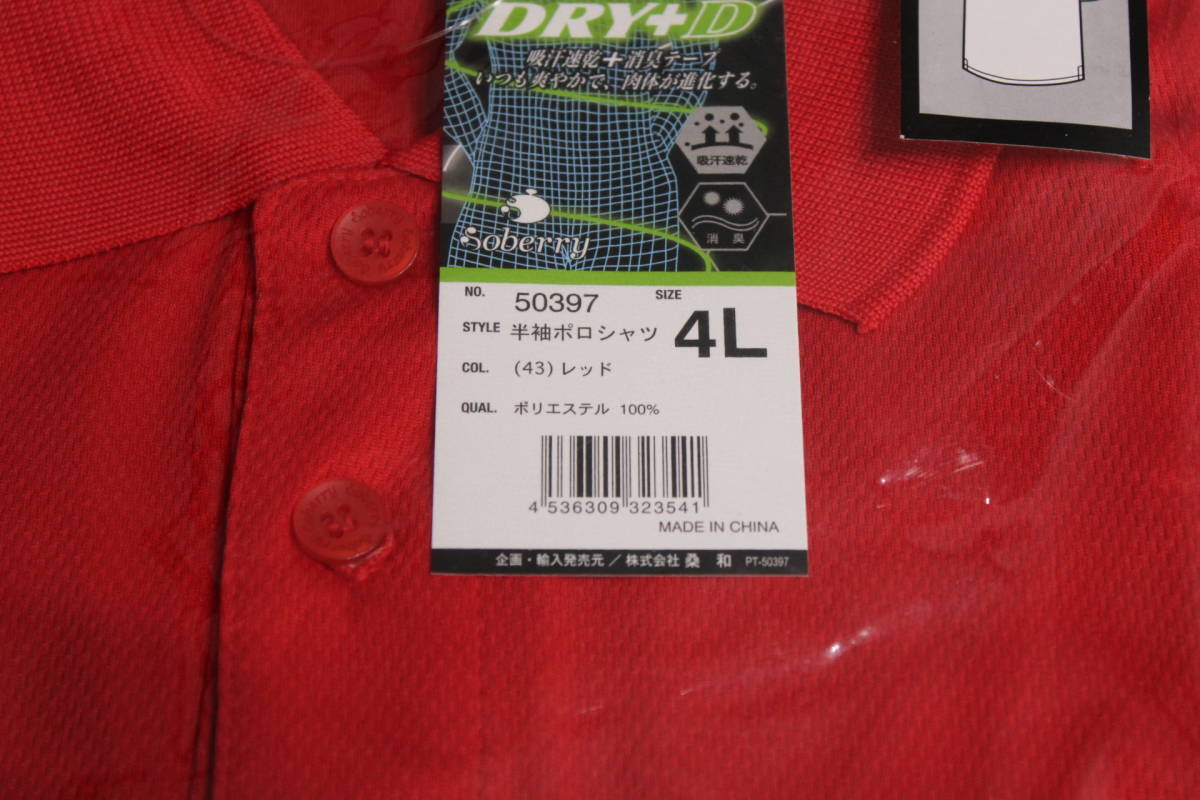 DRY+D
吸汗速乾+消臭テープ
いつも爽やかで、肉体が進化する。
吸汗速乾
消臭
Soberry
NO. 50397
SIZE 4L
STYLE 半袖ポロシャツ
COL. (43)レッド
QUAL. ポリエステル 100%
4 536309 323541
MADE IN CHINA
企画・輸入発売元/株式会社 桑和 PT-50397